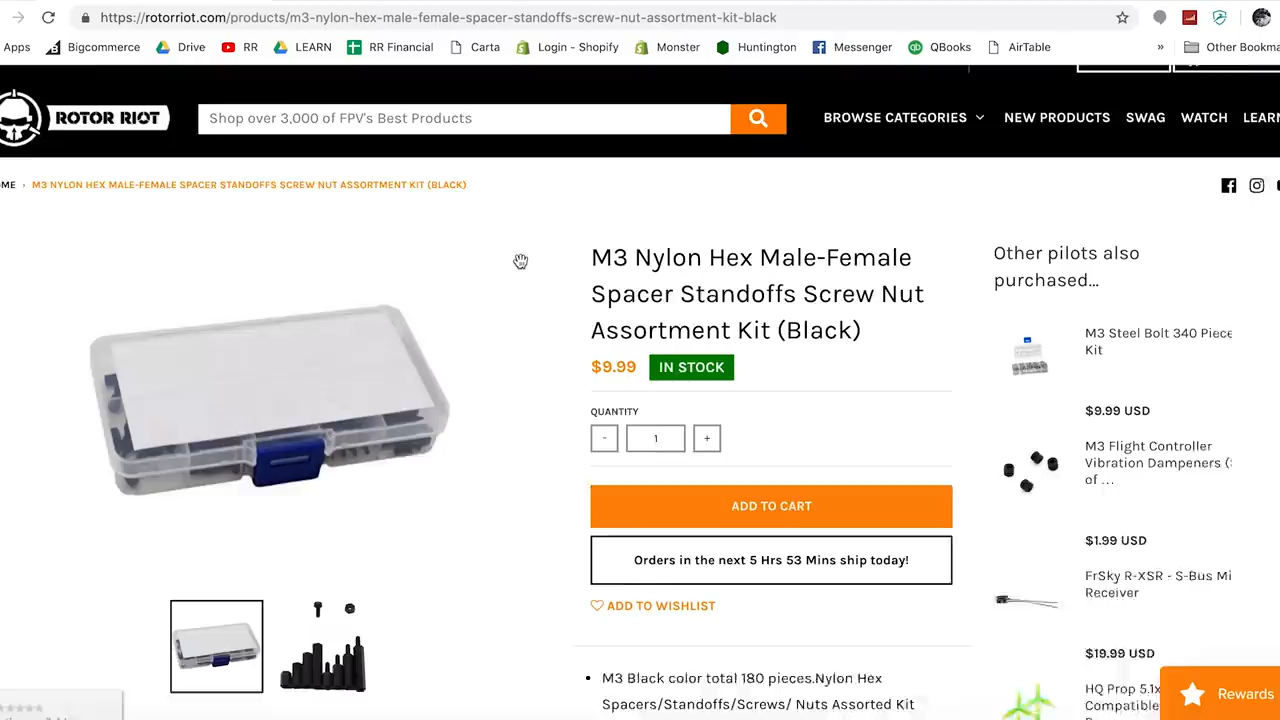 https://rotorriot.com/products/m3-nylon-hex-male-female-spacer-standoffs-screw-nut-assortment-kit-black
Apps Bigcommerce Drive RR LEARN RR Financial Carta Login - Shopify Monster Huntington Messenger QBooks AirTable » Other Bookma
ROTOR RIOT
Shop over 3,000 of FPV's Best Products
BROWSE CATEGORIES NEW PRODUCTS SWAG WATCH LEARN
OME › M3 NYLON HEX MALE-FEMALE SPACER STANDOFFS SCREW NUT ASSORTMENT KIT (BLACK)
M3 Nylon Hex Male-Female
Spacer Standoffs Screw Nut
Assortment Kit (Black)
$9.99 IN STOCK
QUANTITY
- 1 +
ADD TO CART
Orders in the next 5 Hrs 53 Mins ship today!
ADD TO WISHLIST
• M3 Black color total 180 pieces.Nylon Hex
Spacers/Standoffs/Screws/ Nuts Assorted Kit
Other pilots also
purchased...
M3 Steel Bolt 340 Piece
Kit
$9.99 USD
M3 Flight Controller
Vibration Dampeners (
of ...
$1.99 USD
FrSky R-XSR - S-Bus Mi
Receiver
$19.99 USD
HQ Prop 5.1x
Compatible
Rewards